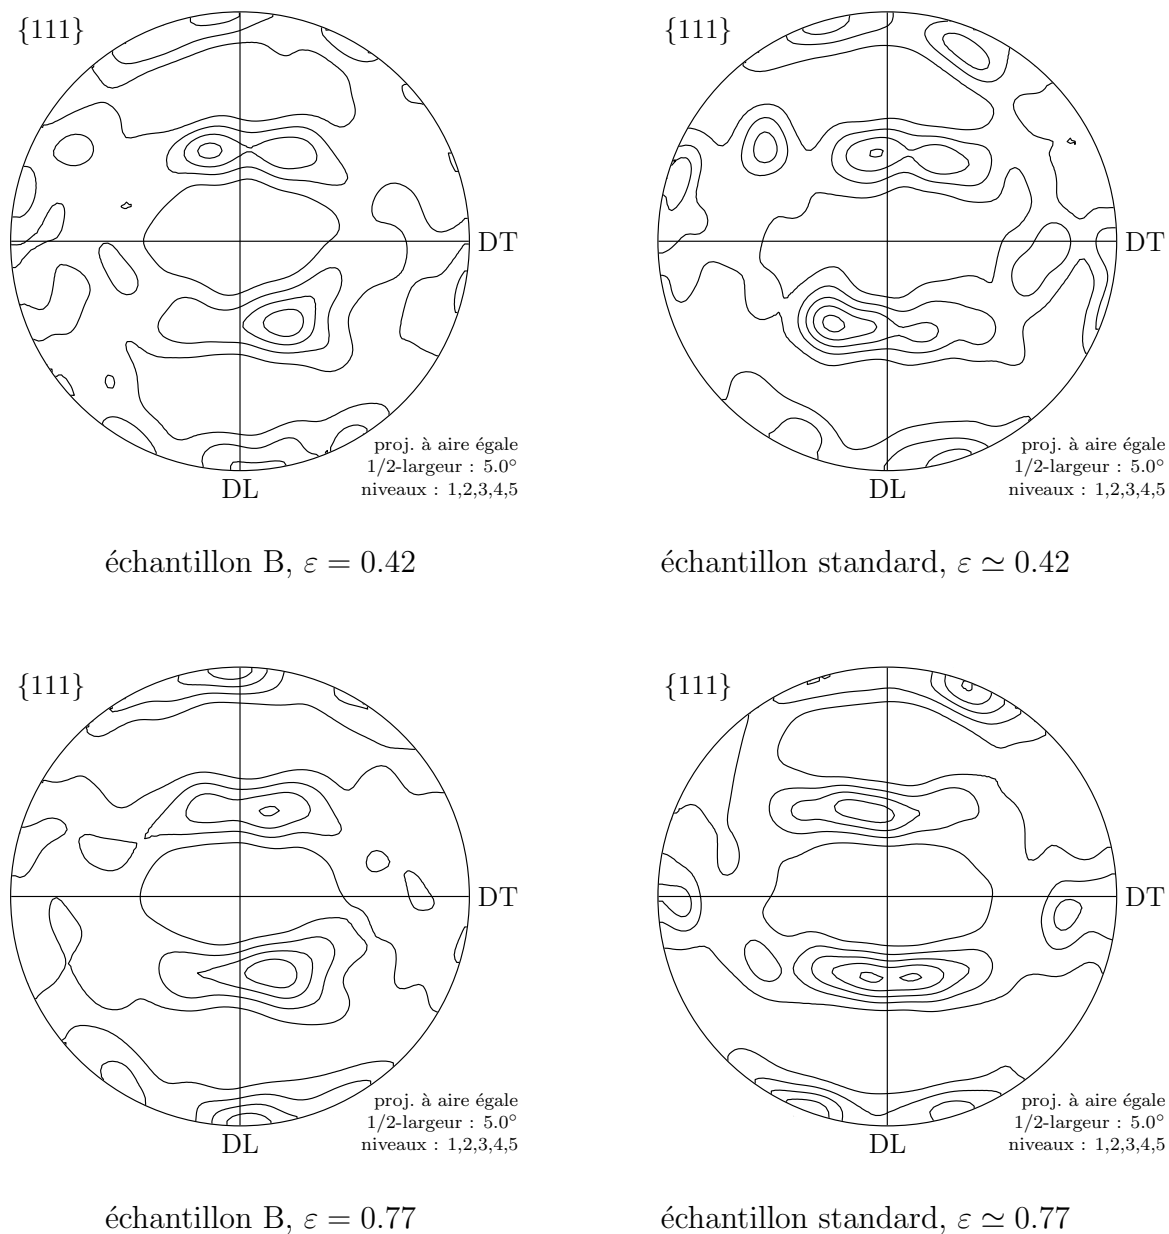 {111}
DT
proj. à aire égale
1/2-largeur : 5.0°
niveaux : 1,2,3,4,5
DL
échantillon B, ε = 0.42
{111}
DT
proj. à aire égale
1/2-largeur : 5.0°
niveaux : 1,2,3,4,5
DL
échantillon standard, ε ≃ 0.42
{111}
DT
proj. à aire égale
1/2-largeur : 5.0°
niveaux : 1,2,3,4,5
DL
échantillon B, ε = 0.77
{111}
DT
proj. à aire égale
1/2-largeur : 5.0°
niveaux : 1,2,3,4,5
DL
échantillon standard, ε ≃ 0.77